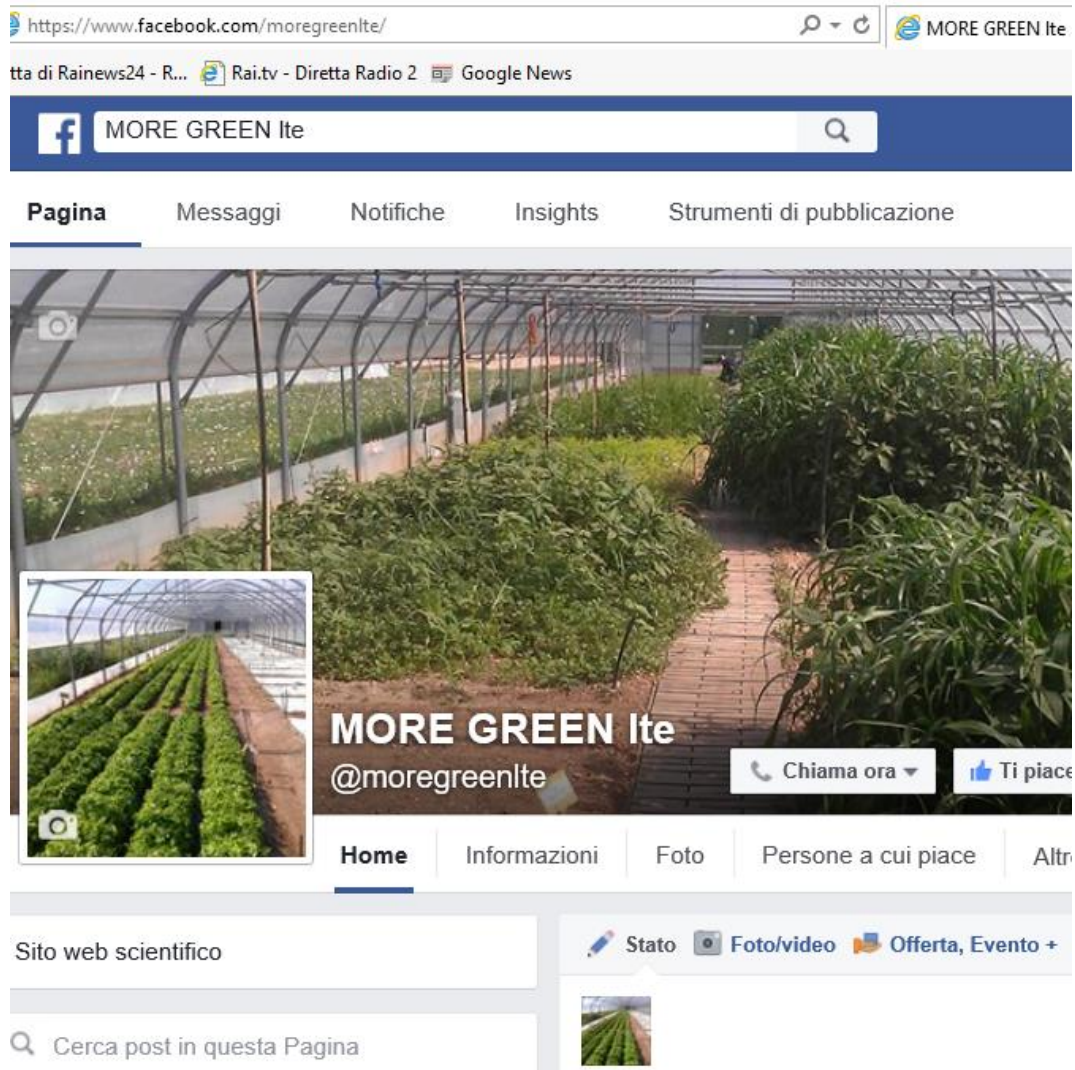 https://www.facebook.com/moregreenlte/
MORE GREEN lte
tta di Rainews24 - R... Rai.tv - Diretta Radio 2 Google News
f MORE GREEN lte
Pagina Messaggi Notifiche Insights Strumenti di pubblicazione
MORE GREEN lte
@moregreenlte
Chiama ora Ti piace
Home Informazioni Foto Persone a cui piace Altr
Sito web scientifico
Stato Foto/video Offerta, Evento +
Cerca post in questa Pagina